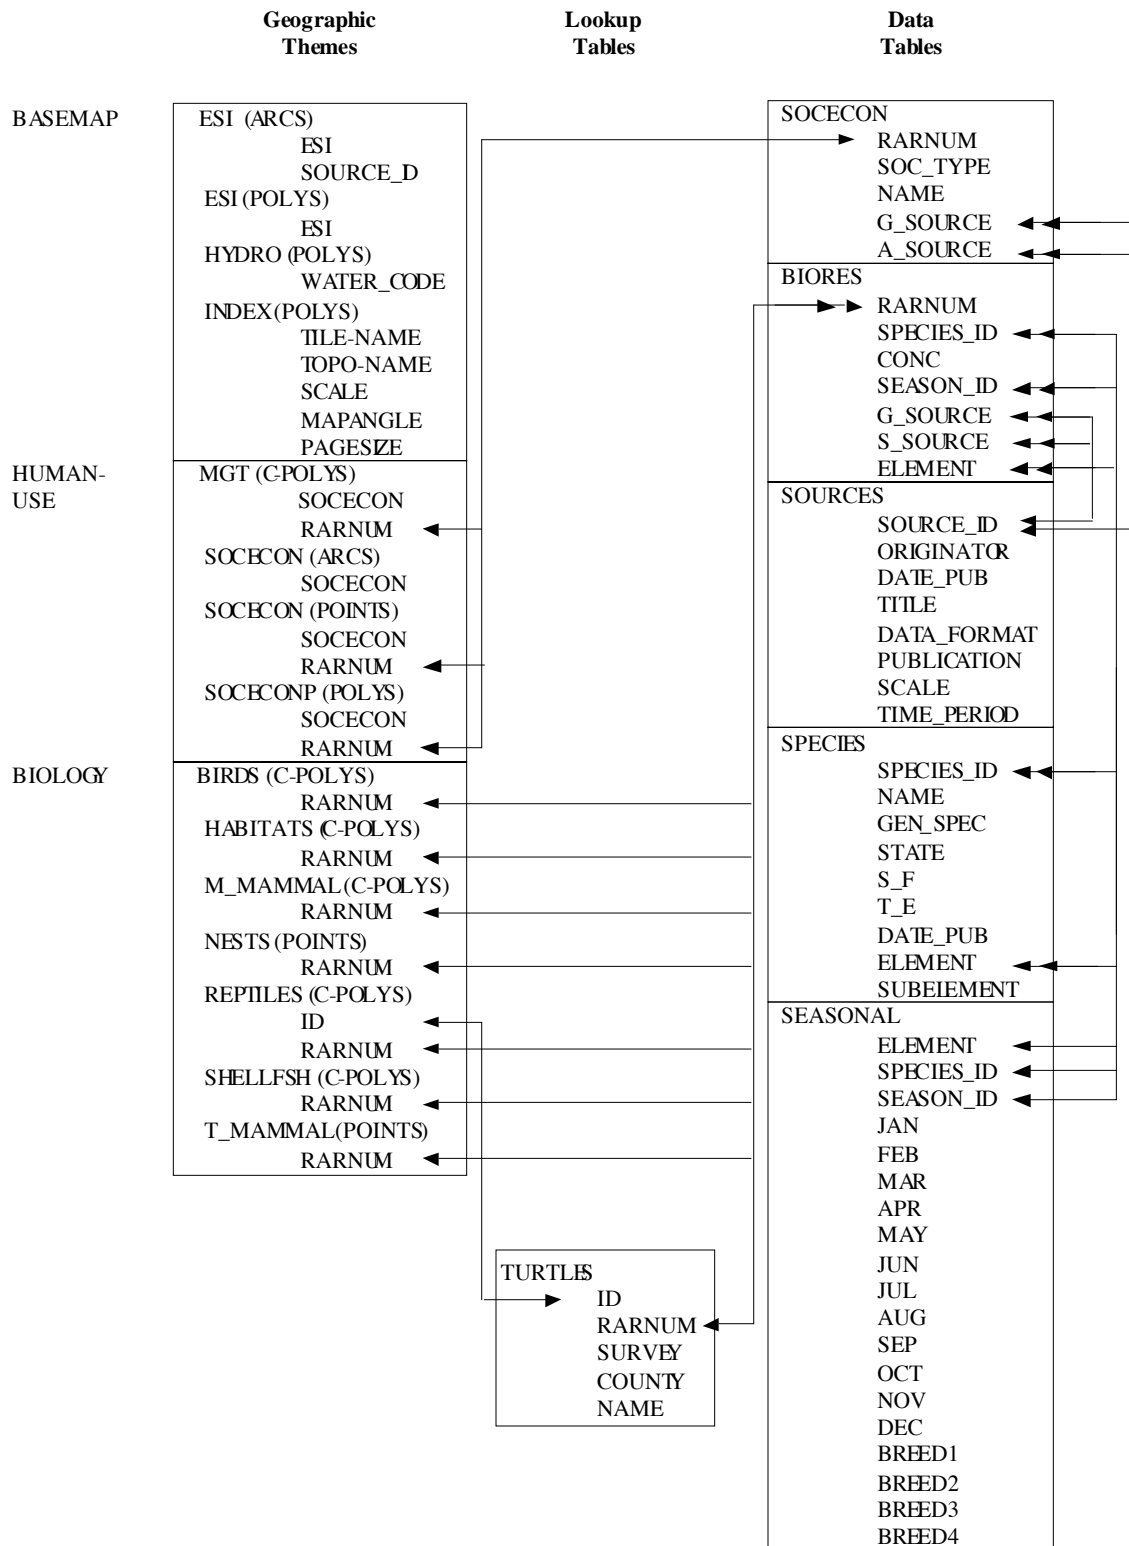 Geographic
Themes
Lookup
Tables
Data
Tables
BASEMAP
ESI (ARCS)
ESI
SOURCE_ID
ESI (POLYS)
ESI
HYDRO (POLYS)
WATER_CODE
INDEX (POLYS)
TILE-NAME
TOPO-NAME
SCALE
MAPANGLE
PAGESIZE
HUMAN-
USE
MGT (C-POLYS)
SOCECON
RARNUM
SOCECON (ARCS)
SOCECON
SOCECON (POINTS)
SOCECON
RARNUM
SOCECONP (POLYS)
SOCECON
RARNUM
BIOLOGY
BIRDS (C-POLYS)
RARNUM
HABITATS (C-POLYS)
RARNUM
M_MAMMAL (C-POLYS)
RARNUM
NESTS (POINTS)
RARNUM
REPTILES (C-POLYS)
ID
RARNUM
SHELLFSH (C-POLYS)
RARNUM
T_MAMMAL (POINTS)
RARNUM
TURTLES
ID
RARNUM
SURVEY
COUNTY
NAME
SOCECON
RARNUM
SOC_TYPE
NAME
G_SOURCE
A_SOURCE
BIORES
RARNUM
SPECIES_ID
CONC
SEASON_ID
G_SOURCE
S_SOURCE
ELEMENT
SOURCES
SOURCE_ID
ORIGINATOR
DATE_PUB
TITLE
DATA_FORMAT
PUBLICATION
SCALE
TIME_PERIOD
SPECIES
SPECIES_ID
NAME
GEN_SPEC
STATE
S_F
T_E
DATE_PUB
ELEMENT
SUBELEMENT
SEASONAL
ELEMENT
SPECIES_ID
SEASON_ID
JAN
FEB
MAR
APR
MAY
JUN
JUL
AUG
SEP
OCT
NOV
DEC
BREED1
BREED2
BREED3
BREED4